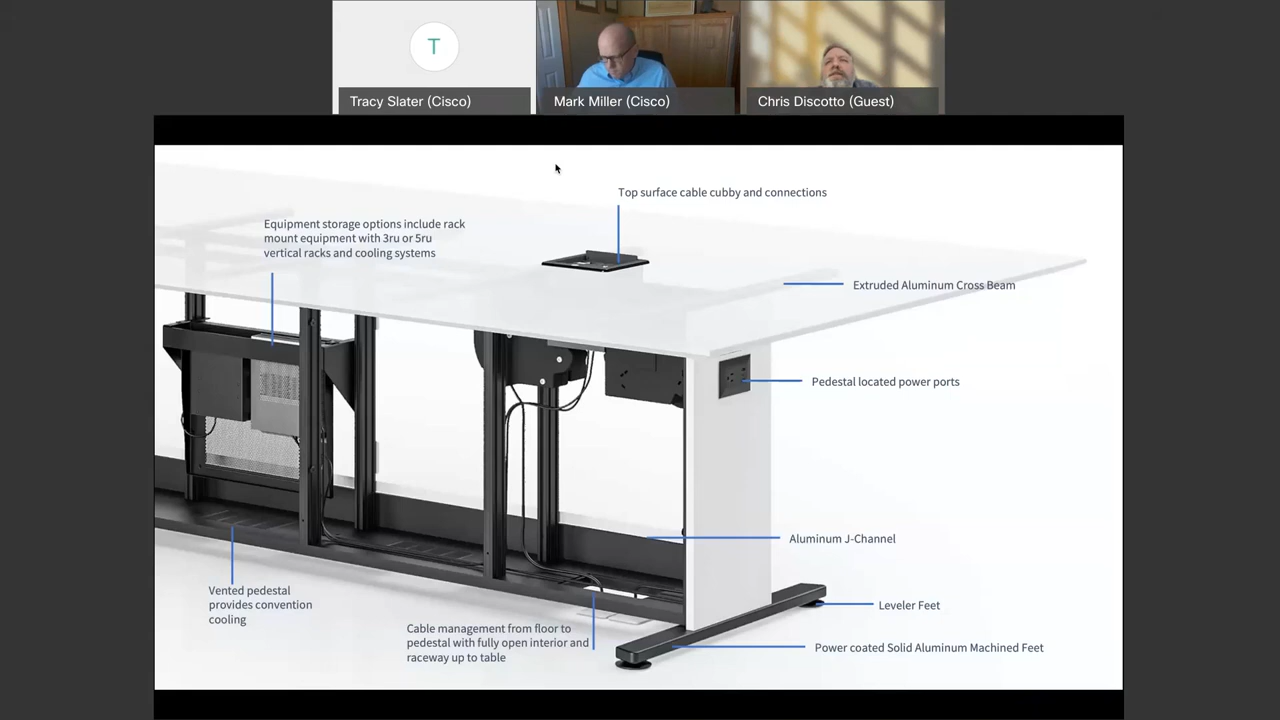 T
Tracy Slater (Cisco)
Mark Miller (Cisco)
Chris Discotto (Guest)
Top surface cable cubby and connections
Equipment storage options include rack
mount equipment with 3ru or 5ru
vertical racks and cooling systems
Extruded Aluminum Cross Beam
Pedestal located power ports
Aluminum J-Channel
Vented pedestal
provides convention
cooling
Leveler Feet
Cable management from floor to
pedestal with fully open interior and
raceway up to table
Power coated Solid Aluminum Machined Feet